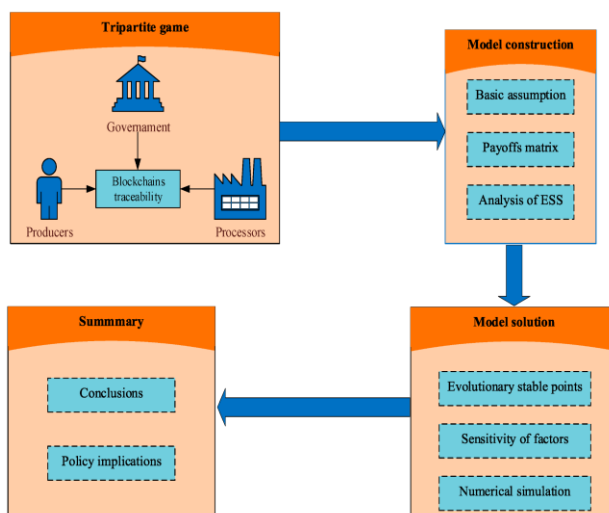 Tripartite game
Governament
Blockchains
traceability
Producers
Processors
Model construction
Basic assumption
Payoffs matrix
Analysis of ESS
Model solution
Evolutionary stable points
Sensitivity of factors
Numerical simulation
Summmary
Conclusions
Policy implications